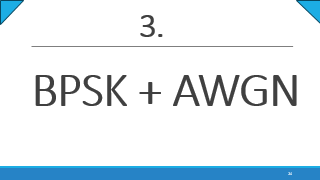 3.
BPSK + AWGN